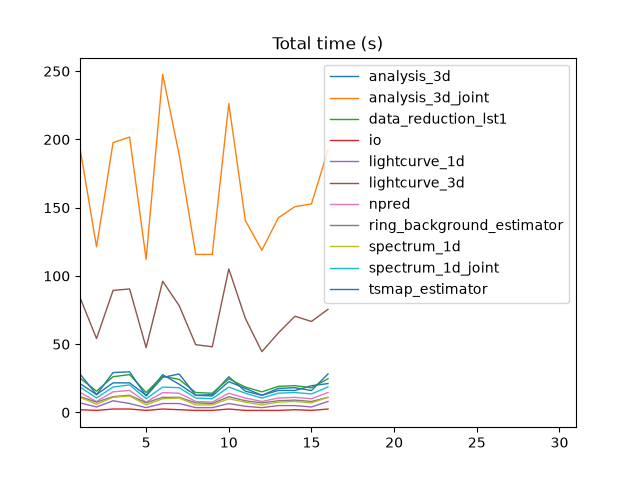 Total time (s)
250
200
150
100
50
0
5
10
15
20
25
30
analysis_3d
analysis_3d_joint
data_reduction_lst1
io
lightcurve_1d
lightcurve_3d
npred
ring_background_estimator
spectrum_1d
spectrum_1d_joint
tsmap_estimator